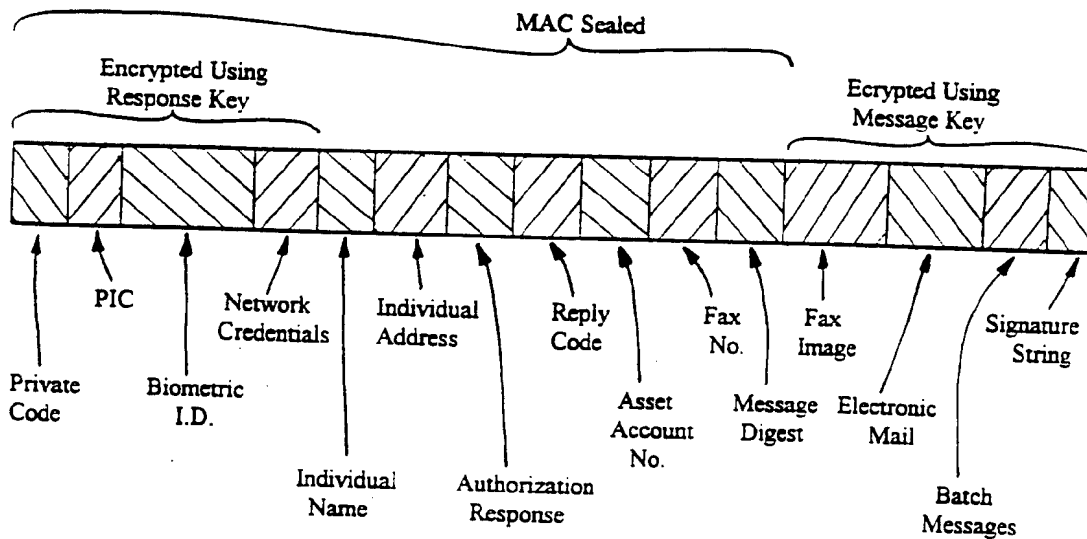 MAC Sealed
Encrypted Using
Response Key
Ecrypted Using
Message Key
Private
Code
PIC
Biometric
I.D.
Network
Credentials
Individual
Name
Individual
Address
Authorization
Response
Reply
Code
Asset
Account
No.
Fax
No.
Message
Digest
Fax
Image
Electronic
Mail
Batch
Messages
Signature
String